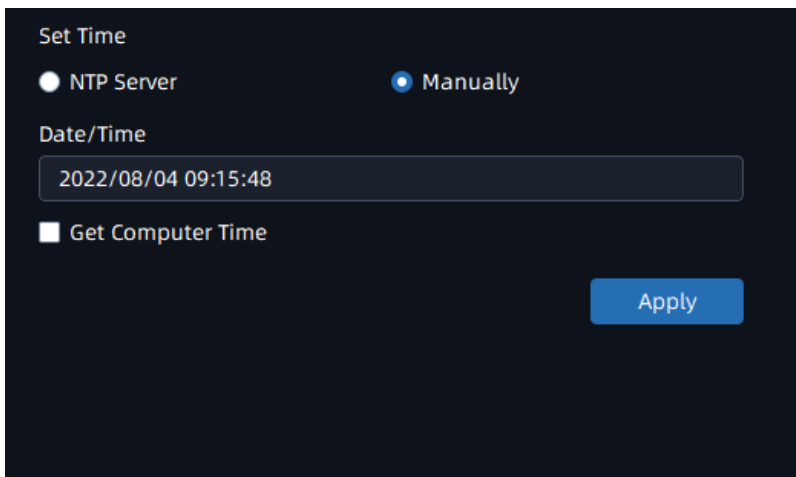 Set Time
NTP Server Manually
Date/Time
2022/08/04 09:15:48
Get Computer Time
Apply